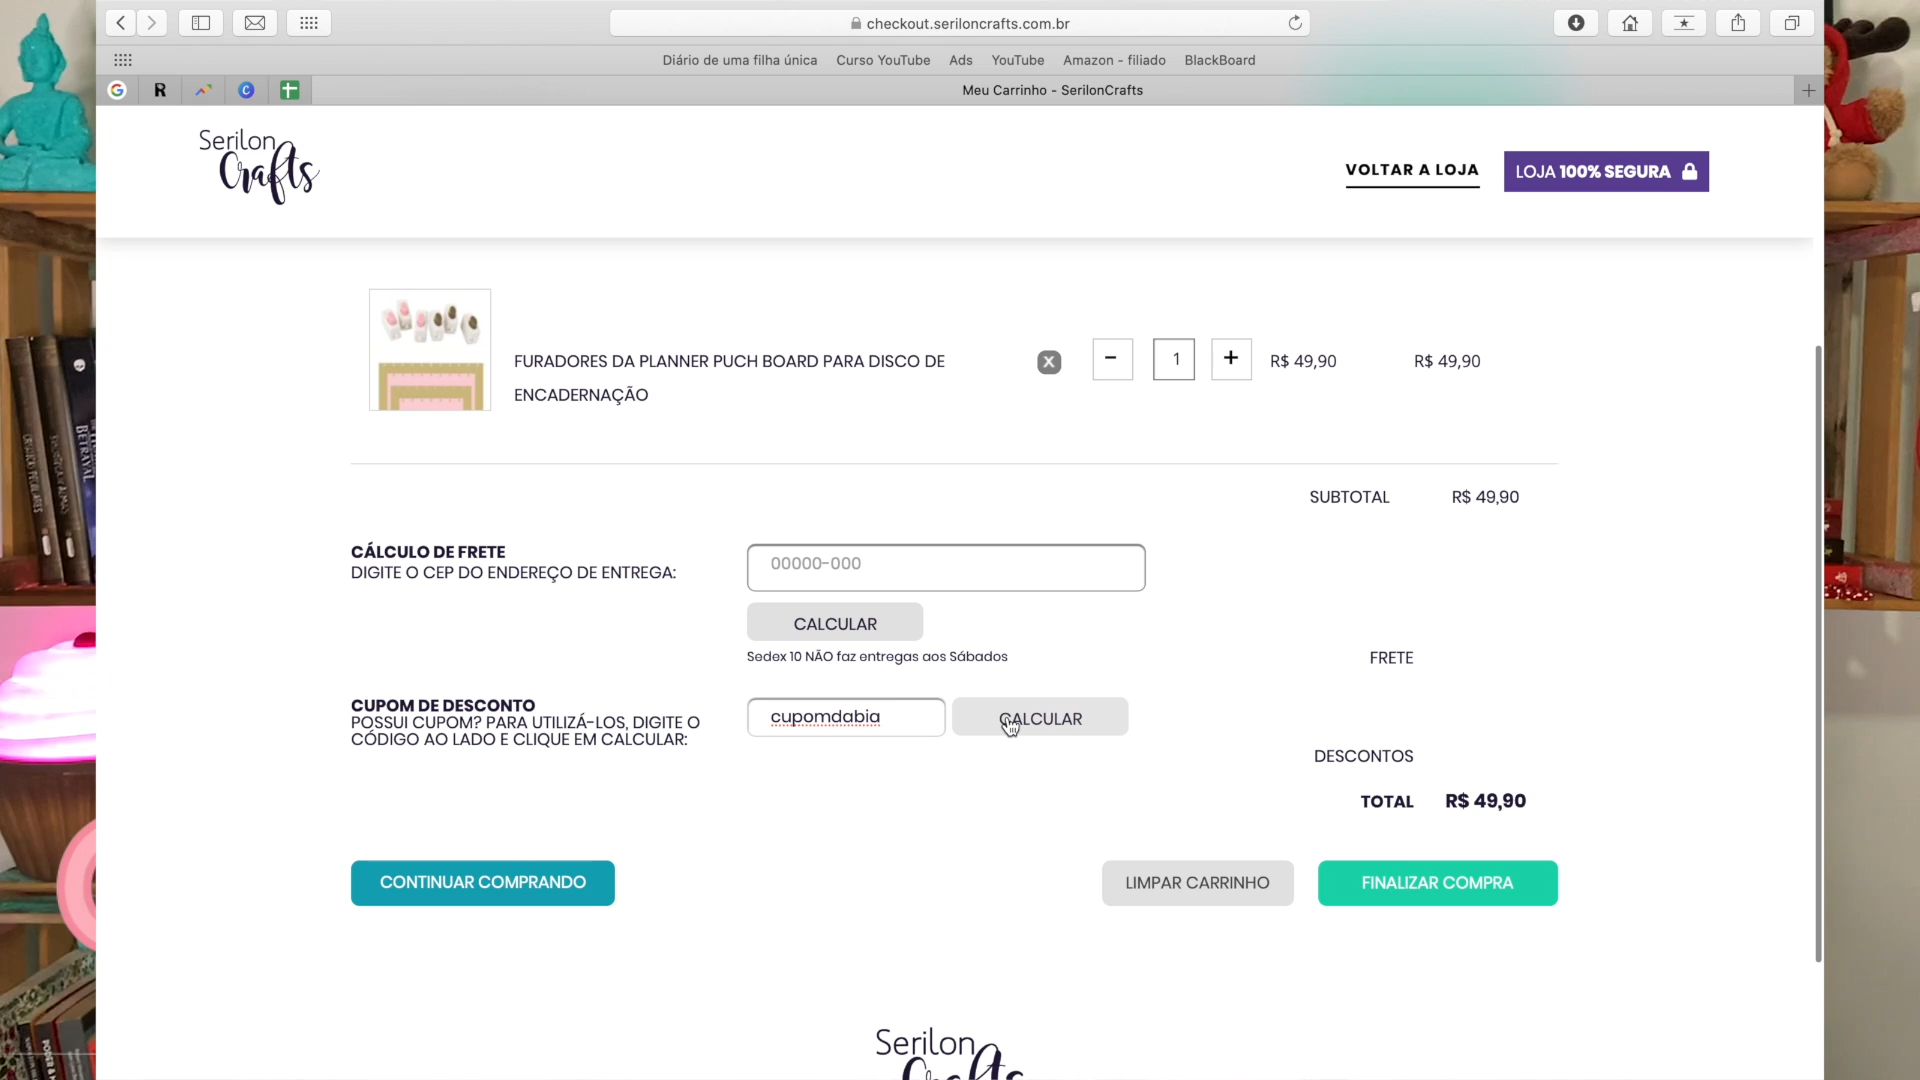 checkout.seriloncrafts.com.br
Diário de uma filha única Curso YouTube Ads YouTube Amazon - filiado BlackBoard
Meu Carrinho - SerilonCrafts
Serilon
Crafts
VOLTAR A LOJA
LOJA 100% SEGURA
FURADORES DA PLANNER PUCH BOARD PARA DISCO DE
ENCADERNAÇÃO
X - 1 + R$ 49,90 R$ 49,90
SUBTOTAL R$ 49,90
CÁLCULO DE FRETE
DIGITE O CEP DO ENDEREÇO DE ENTREGA:
00000-000
CALCULAR
Sedex 10 NÃO faz entregas aos Sábados
FRETE
CUPOM DE DESCONTO
POSSUI CUPOM? PARA UTILIZÁ-LOS, DIGITE O
CÓDIGO AO LADO E CLIQUE EM CALCULAR:
cupomdabia
CALCULAR
DESCONTOS
TOTAL R$ 49,90
CONTINUAR COMPRANDO
LIMPAR CARRINHO
FINALIZAR COMPRA
Serilon
Crafts
BETRAYAL